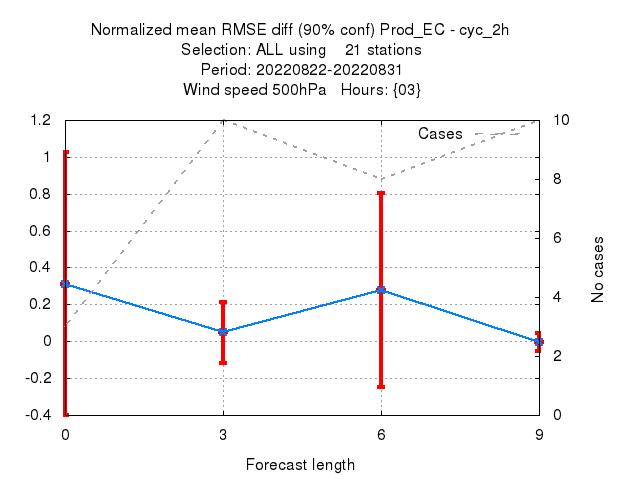 Normalized mean RMSE diff (90% conf) Prod_EC - cyc_2h
Selection: ALL using 21 stations
Period: 20220822-20220831
Wind speed 500hPa Hours: {03}
Cases
1.2
1
0.8
0.6
0.4
0.2
0
-0.2
-0.4
10
8
6
4
2
0
No cases
0 3 6 9
Forecast length